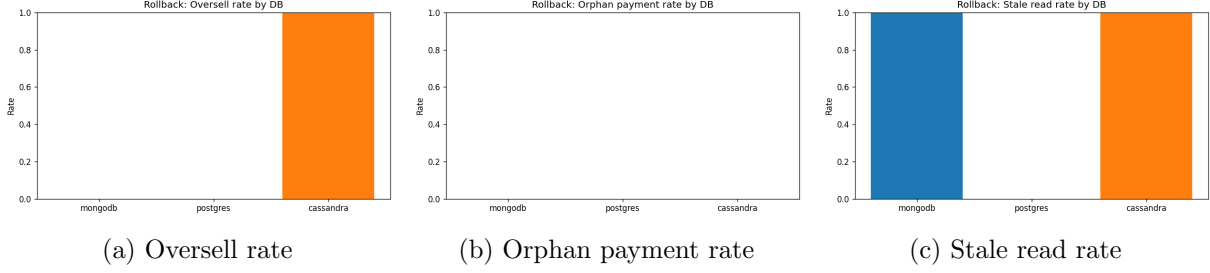 Rollback: Oversell rate by DB
1.0
0.8
0.6
0.4
0.2
0.0
Rate
mongodb postgres cassandra
(a) Oversell rate
Rollback: Orphan payment rate by DB
1.0
0.8
0.6
0.4
0.2
0.0
Rate
mongodb postgres cassandra
(b) Orphan payment rate
Rollback: Stale read rate by DB
1.0
0.8
0.6
0.4
0.2
0.0
Rate
mongodb postgres cassandra
(c) Stale read rate